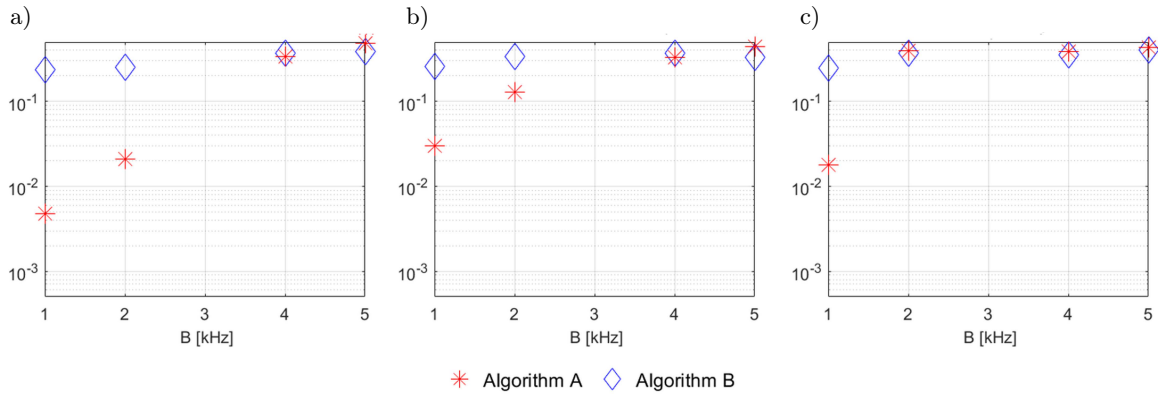 a) b) c)
10⁻¹ 10⁻¹ 10⁻¹
10⁻² 10⁻² 10⁻²
10⁻³ 10⁻³ 10⁻³
1 2 3 4 5 1 2 3 4 5 1 2 3 4 5
B [kHz] B [kHz] B [kHz]
Algorithm A Algorithm B